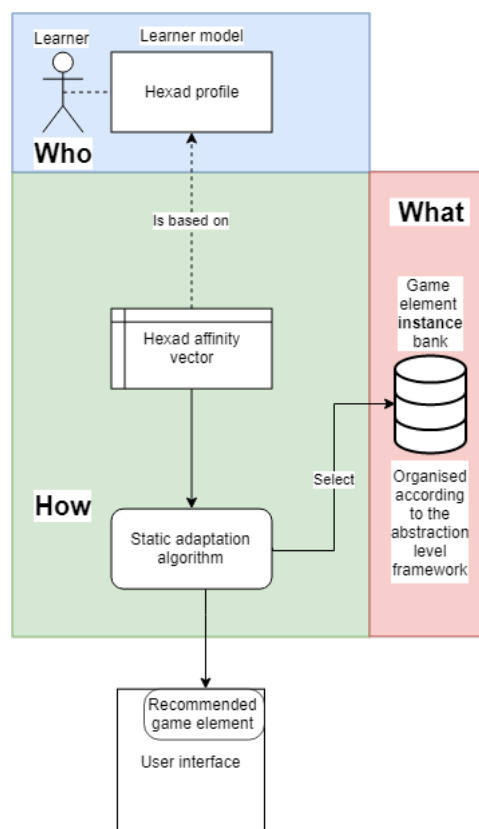 Learner
Learner model
Hexad profile
Who
Is based on
What
Game
element
instance
bank
Hexad affinity
vector
Select
How
Static adaptation
algorithm
Organised
according
to the
abstraction
level
framework
Recommended
game element
User interface